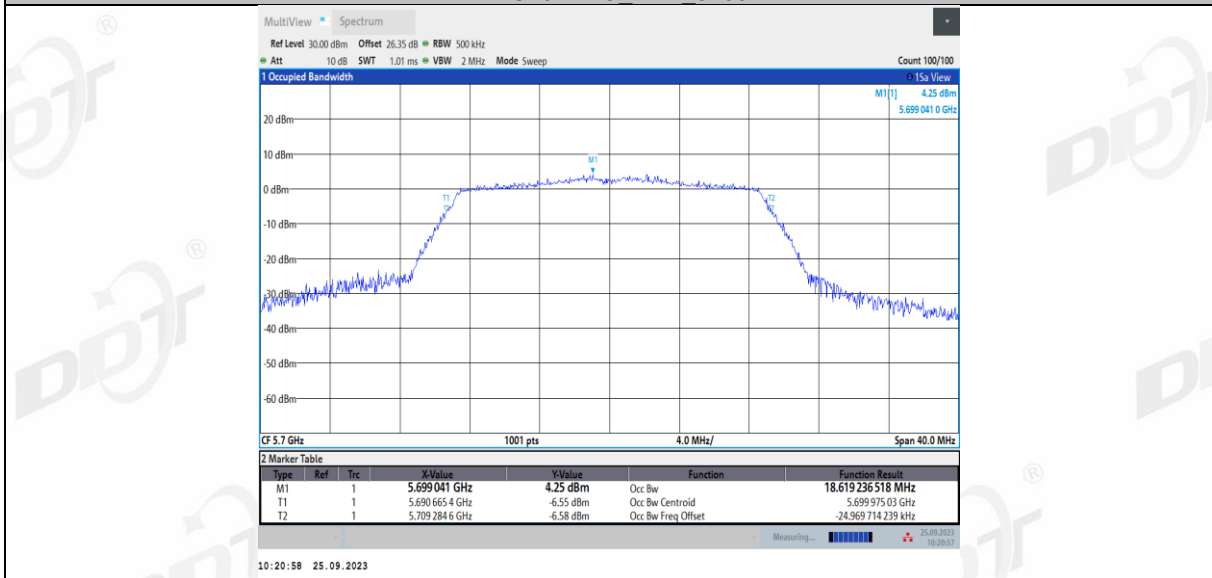 MultiView Spectrum
Ref Level 30.00 dBm Offset 26.35 dB RBW 500 kHz
Att 10 dB SWT 1.01 ms VBW 2 MHz Mode Sweep Count 100/100
1 Occupied Bandwidth 1Sa View
M1[1] 4.25 dBm
5.699 041 0 GHz
20 dBm
10 dBm
M1
0 dBm
T1 T2
-10 dBm
-20 dBm
-30 dBm
-40 dBm
-50 dBm
-60 dBm
CF 5.7 GHz 1001 pts 4.0 MHz/ Span 40.0 MHz
2 Marker Table
Type Ref Trc X-Value Y-Value Function Function Result
M1 1 5.699 041 GHz 4.25 dBm Occ Bw 18.619 236 518 MHz
T1 1 5.690 665 4 GHz -6.55 dBm Occ Bw Centroid 5.699 975 03 GHz
T2 1 5.709 284 6 GHz -6.58 dBm Occ Bw Freq Offset -24.969 714 239 kHz
Measuring... 25.09.2023
10:20:57
10:20:58 25.09.2023
DDT ®
DDT ®
DDT